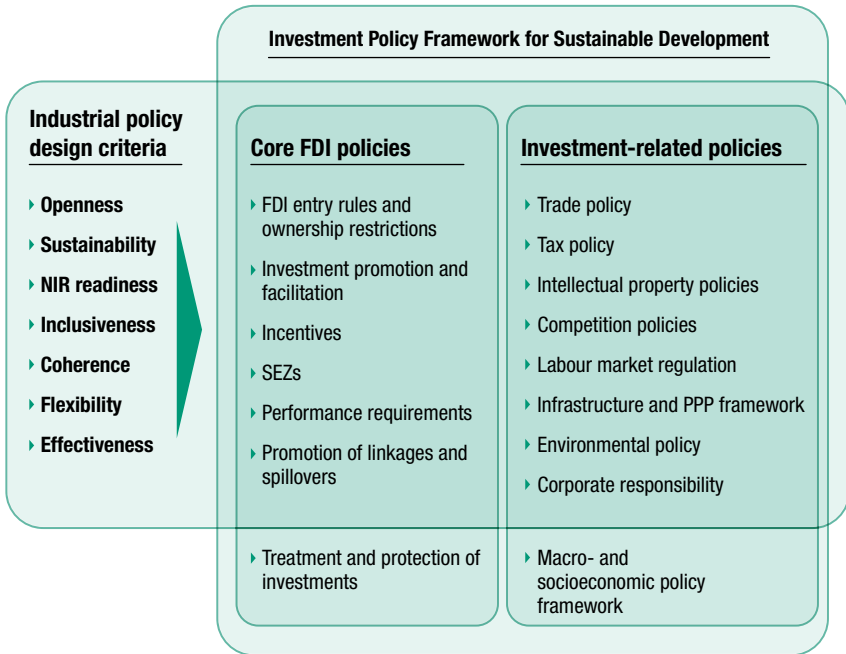 Investment Policy Framework for Sustainable Development
Industrial policy
design criteria
Openness
Sustainability
NIR readiness
Inclusiveness
Coherence
Flexibility
Effectiveness
Core FDI policies
FDI entry rules and
ownership restrictions
Investment promotion and
facilitation
Incentives
SEZs
Performance requirements
Promotion of linkages and
spillovers
Treatment and protection of
investments
Investment-related policies
Trade policy
Tax policy
Intellectual property policies
Competition policies
Labour market regulation
Infrastructure and PPP framework
Environmental policy
Corporate responsibility
Macro- and
socioeconomic policy
framework